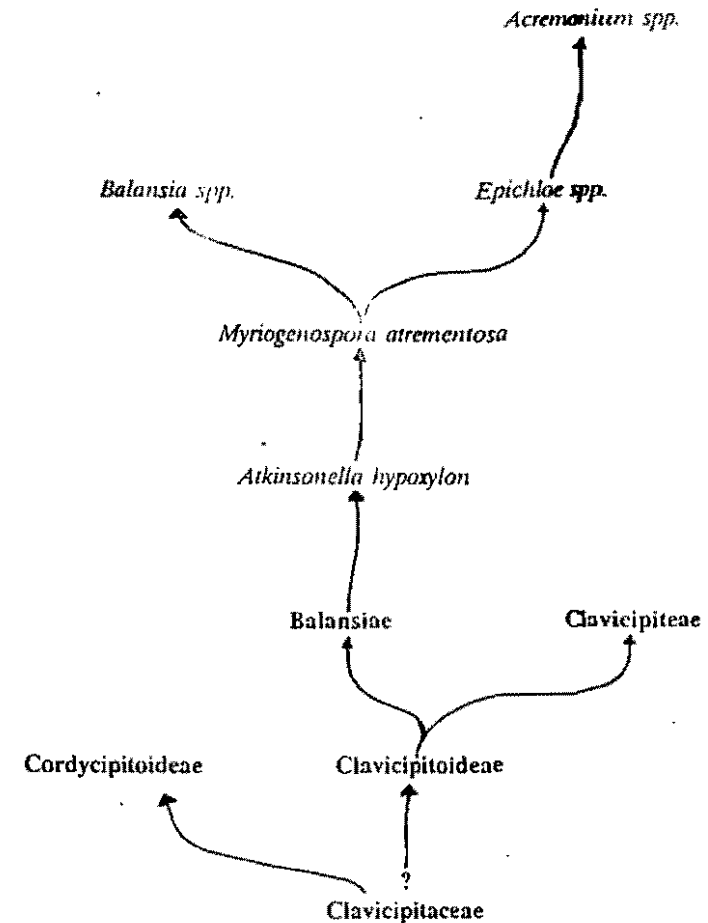 Acremonium spp.
Balansia spp.
Epichloe spp.
Myriogenospora atrementosa
Atkinsonella hypoxylon
Balansiae
Clavicipiteae
Cordycipitoideae
Clavicipitoideae
?
Clavicipitaceae